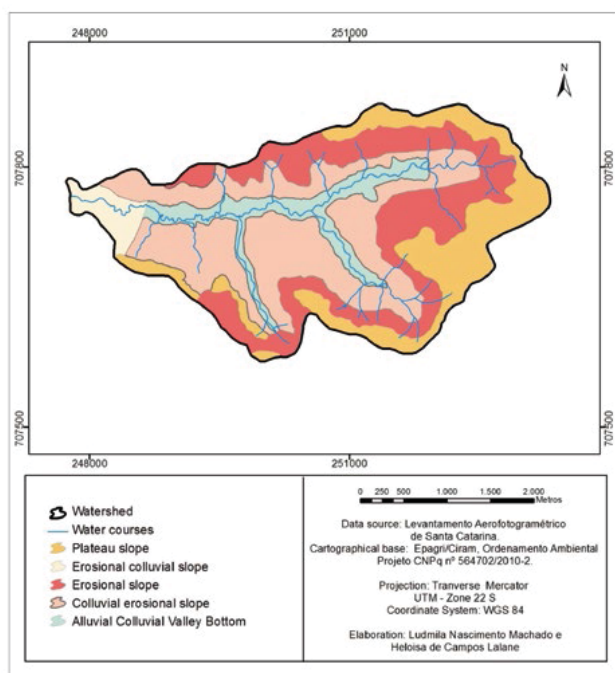 248000 251000
N
707800 707800
707500 707500
248000 251000
Watershed
Water courses
Plateau slope
Erosional colluvial slope
Erosional slope
Colluvial erosional slope
Alluvial Colluvial Valley Bottom
0 250 500 1.000 1.500 2.000
Metros
Data source: Levantamento Aerofotogramétrico
de Santa Catarina.
Cartographical base: Epagri/Ciram, Ordenamento Ambiental
Projeto CNPq nº 564702/2010-2.
Projection: Tranverse Mercator
UTM - Zone 22 S
Coordinate System: WGS 84
Elaboration: Ludmila Nascimento Machado e
Heloisa de Campos Lalane